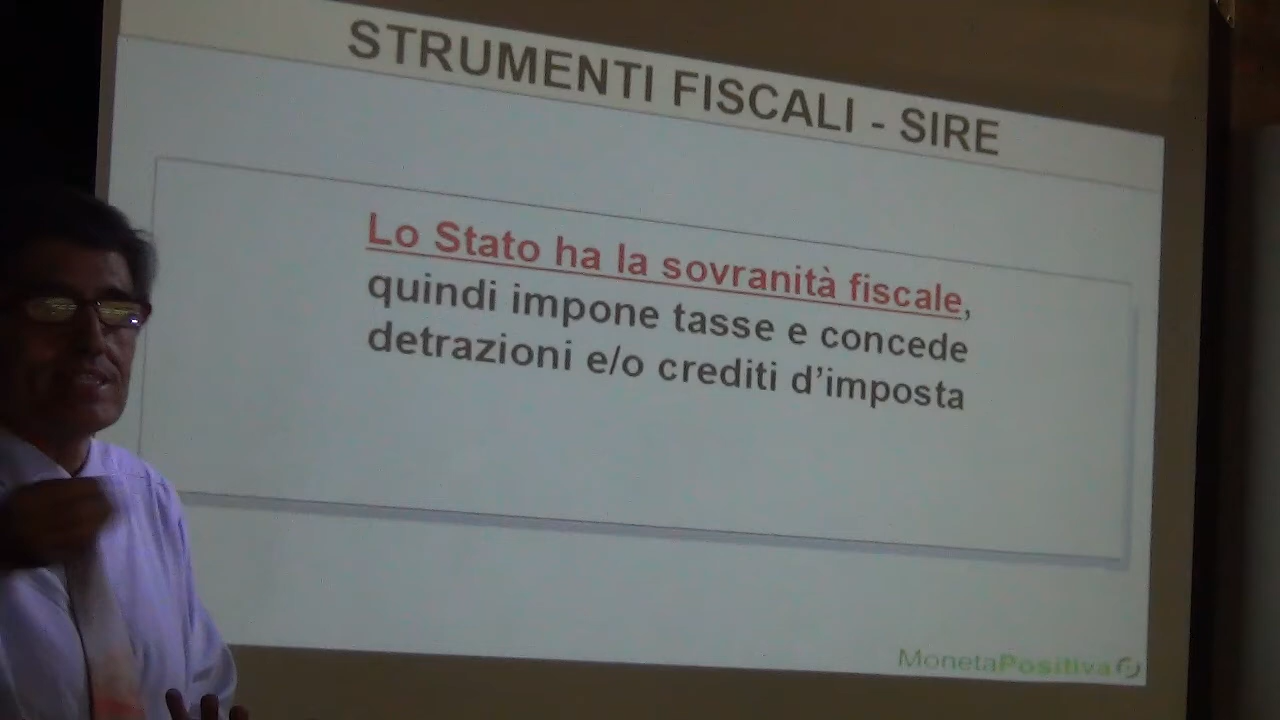 STRUMENTI FISCALI - SIRE
Lo Stato ha la sovranità fiscale,
quindi impone tasse e concede
detrazioni e/o crediti d'imposta
MonetaPositiva